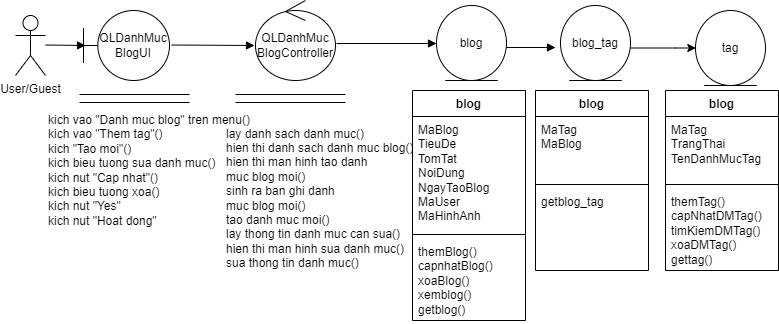 User/Guest
QLDanhMuc
BlogUI
QLDanhMuc
BlogController
blog
blog_tag
tag
kich vao "Danh muc blog" tren menu()
kich vao "Them tag"()
kich "Tao moi"()
kich bieu tuong sua danh muc()
kich nut "Cap nhat"()
kich bieu tuong xoa()
kich nut "Yes"
kich nut "Hoat dong"
lay danh sach danh muc()
hien thi danh sach danh muc blog()
hien thi man hinh tao danh
muc blog moi()
sinh ra ban ghi danh
muc blog moi()
tao danh muc moi()
lay thong tin danh muc can sua()
hien thi man hinh sua danh muc()
sua thong tin danh muc()
blog
MaBlog
TieuDe
TomTat
NoiDung
NgayTaoBlog
MaUser
MaHinhAnh
themBlog()
capnhatBlog()
xoaBlog()
xemblog()
getblog()
blog
MaTag
MaBlog
getblog_tag
blog
MaTag
TrangThai
TenDanhMucTag
themTag()
capNhatDMTag()
timKiemDMTag()
xoaDMTag()
gettag()